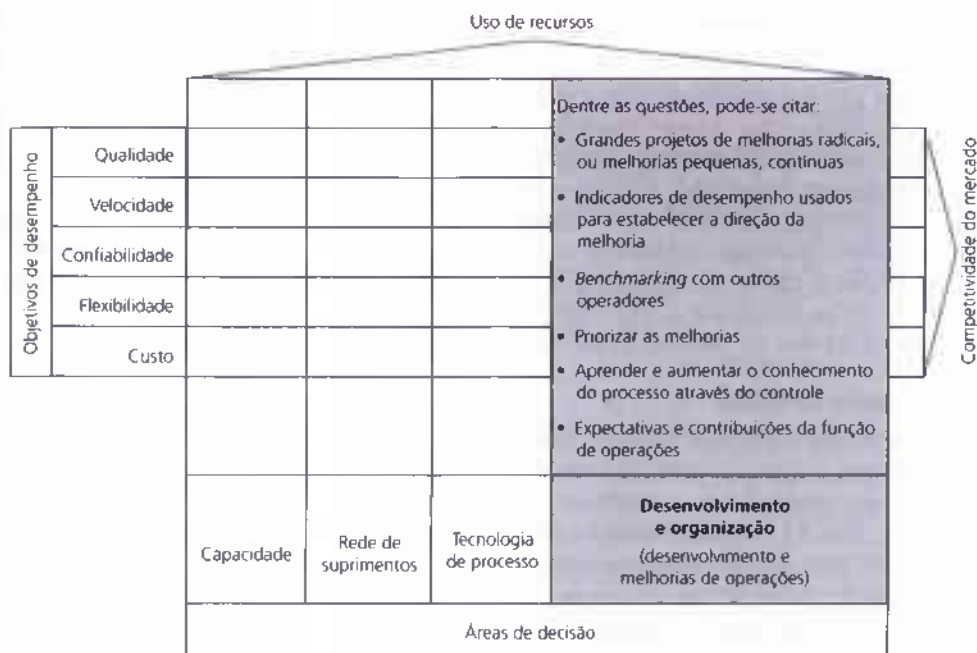 Uso de recursos
Dentre as questões, pode-se citar:
• Grandes projetos de melhorias radicais,
ou melhorias pequenas, contínuas
• Indicadores de desempenho usados
para estabelecer a direção da
melhoria
• Benchmarking com outros
operadores
• Priorizar as melhorias
• Aprender e aumentar o conhecimento
do processo através do controle
• Expectativas e contribuições da função
de operações
Objetivos de desempenho
Qualidade
Velocidade
Confiabilidade
Flexibilidade
Custo
Competitividade do mercado
Capacidade
Rede de
suprimentos
Tecnologia
de processo
Desenvolvimento
e organização
(desenvolvimento e
melhorias de operações)
Áreas de decisão